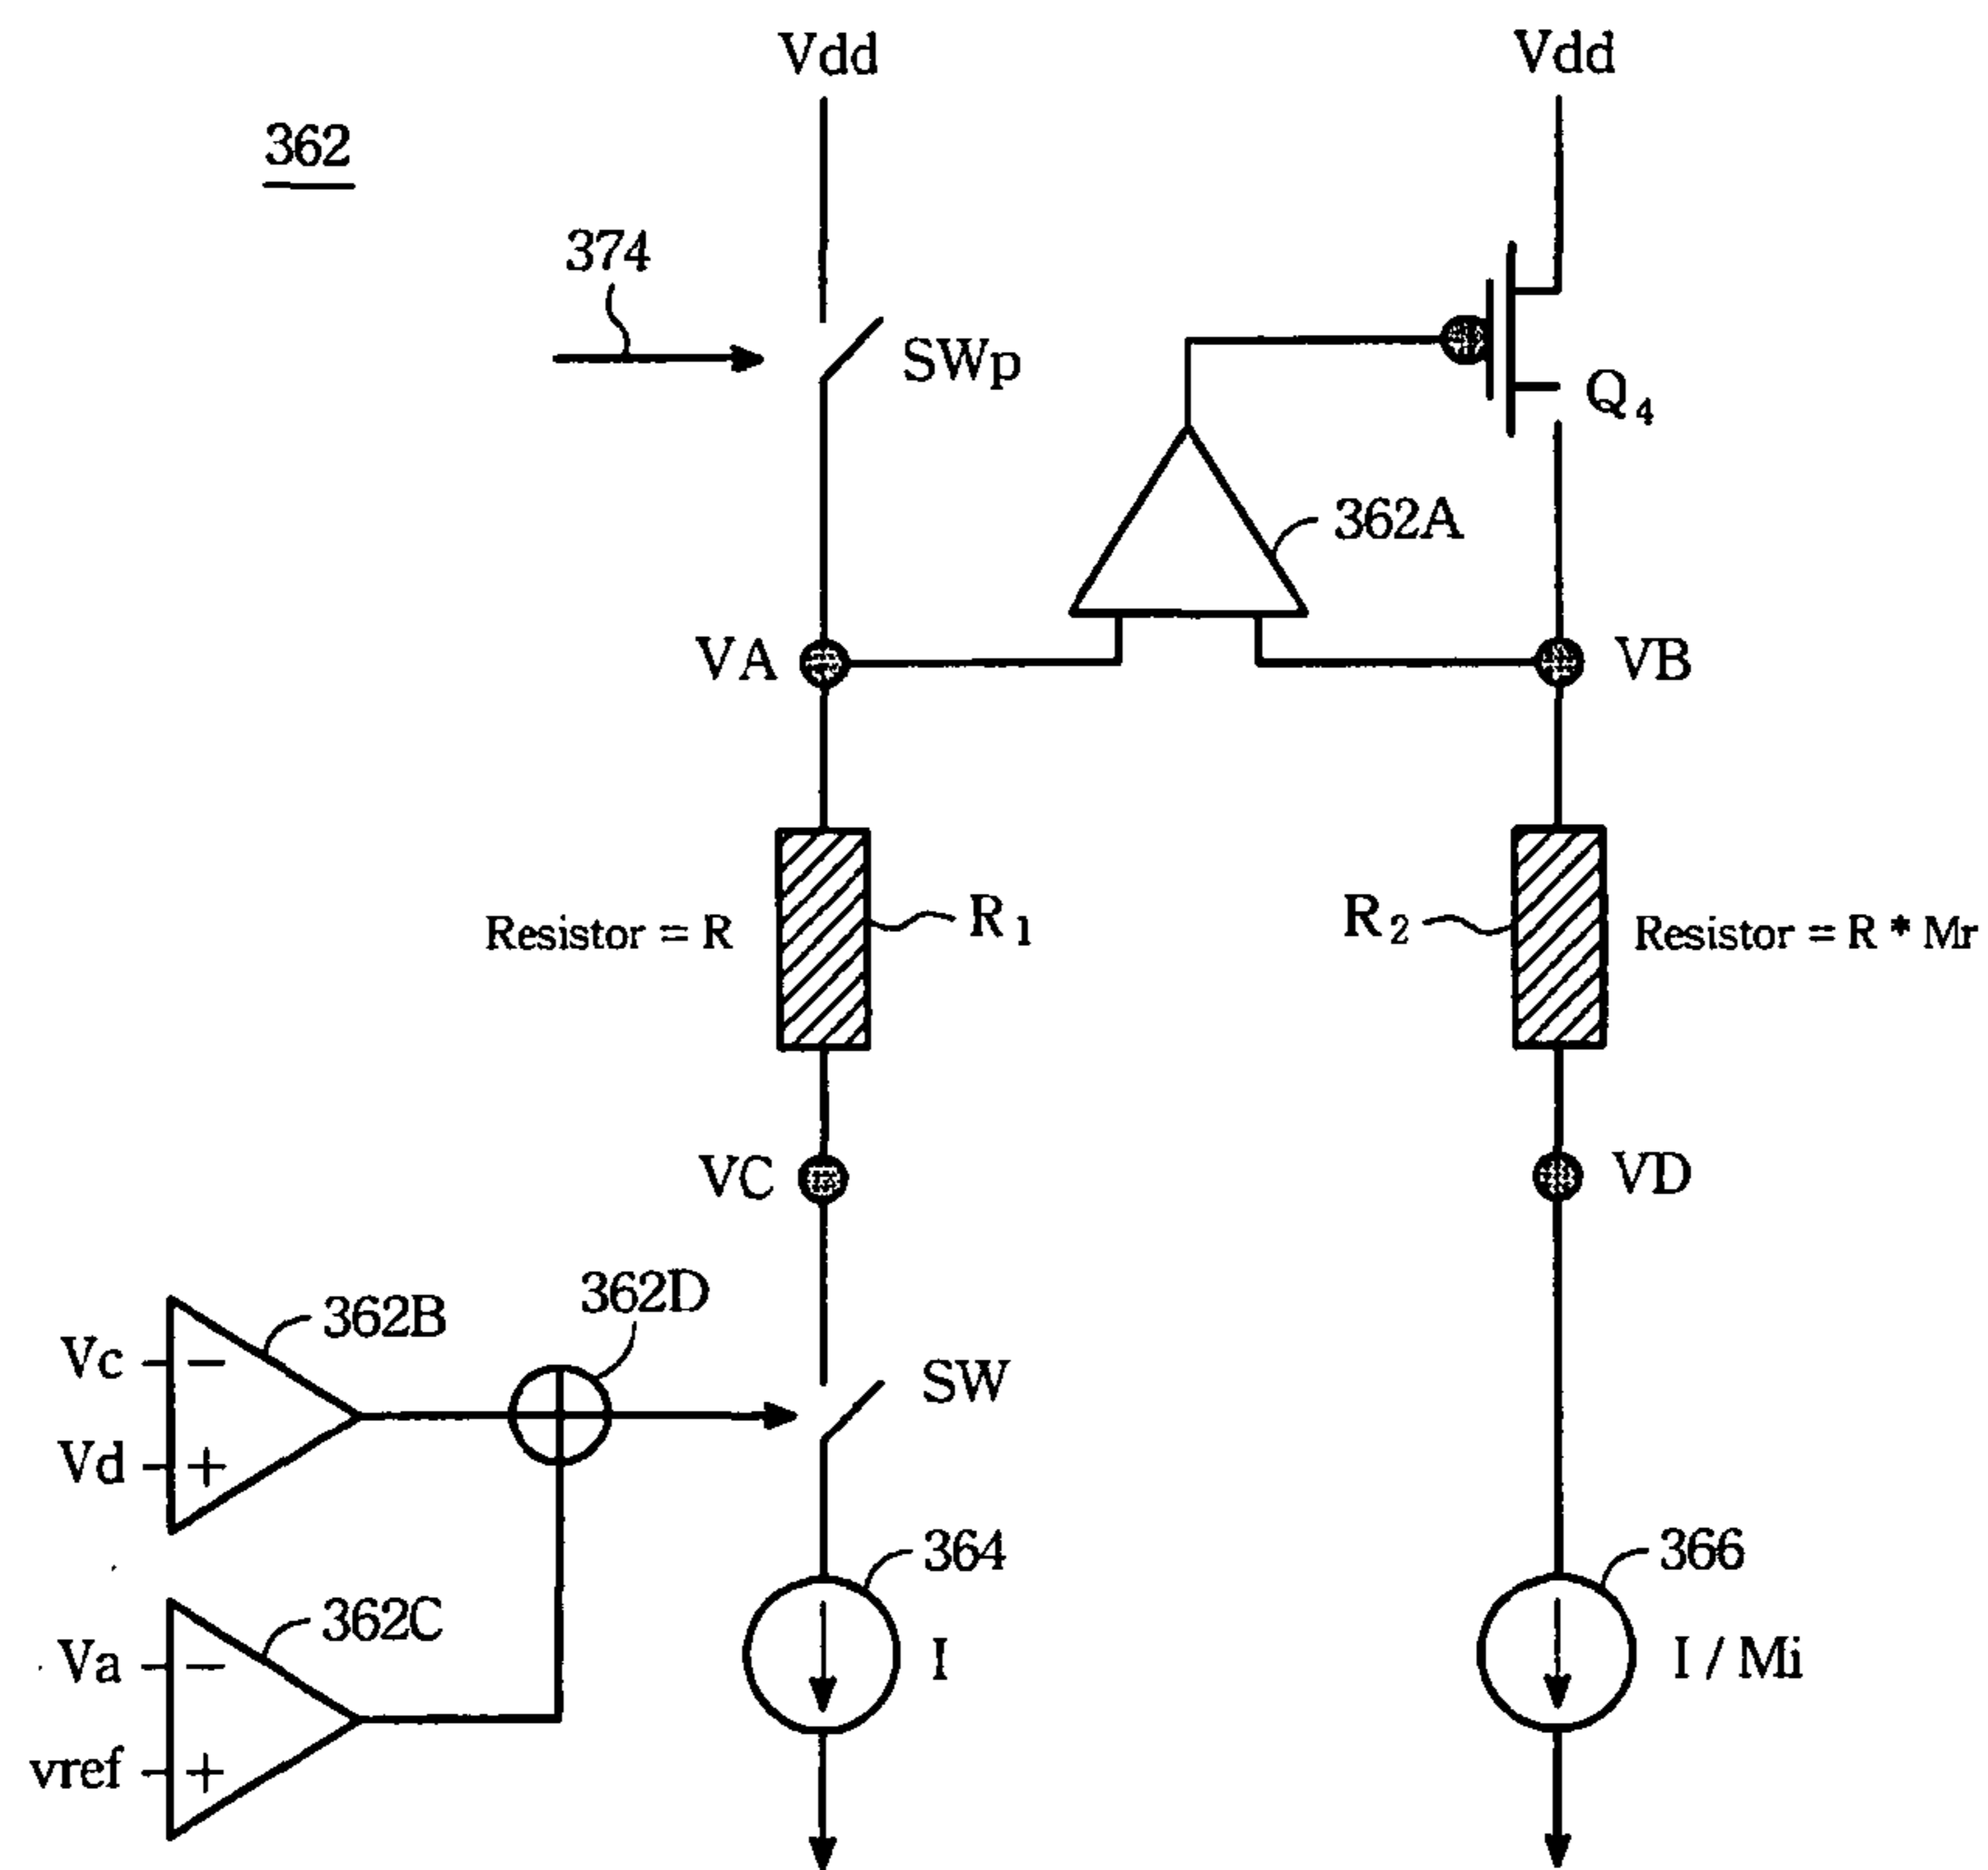 Vdd
Vdd
362
374
SWp
Q4
362A
VA
VB
Resistor = R
R1
R2
Resistor = R * Mr
VC
VD
362D
362B
Vc
−
Vd
+
SW
364
366
362C
Va
−
vref
+
I
I / Mi